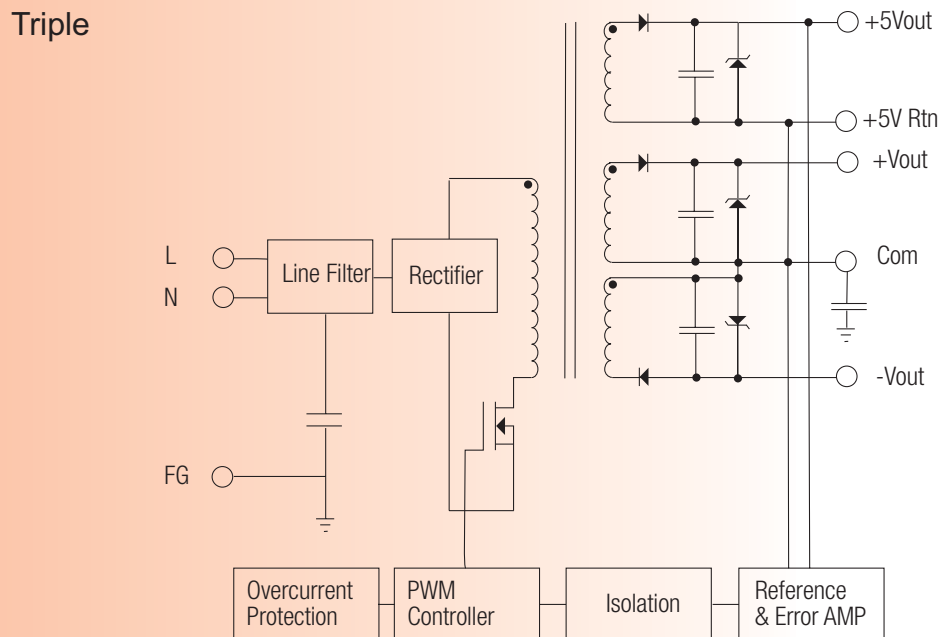 Triple
+5Vout
+5V Rtn
+Vout
L
Line Filter
Rectifier
Com
N
-Vout
FG
Overcurrent
Protection
PWM
Controller
Isolation
Reference
& Error AMP